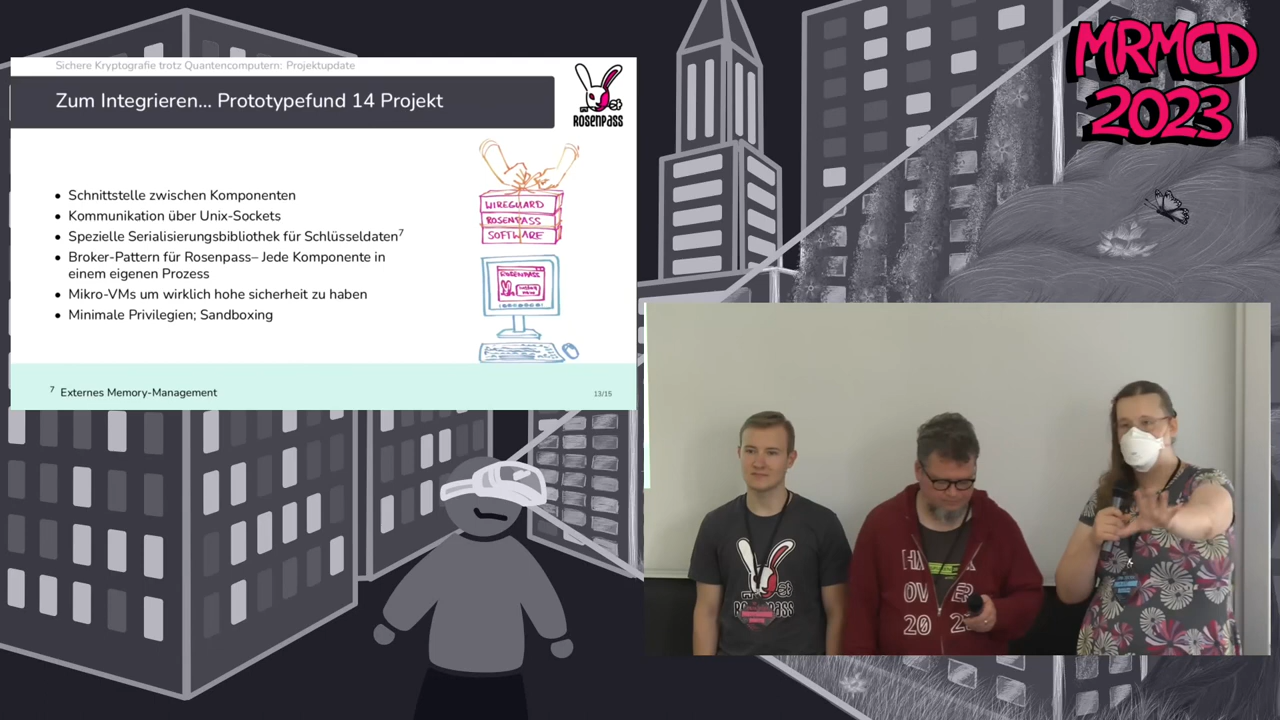 Sichere Kryptografie trotz Quantencomputern: Projektupdate
Zum Integrieren... Prototypefund 14 Projekt
ROSENPASS
• Schnittstelle zwischen Komponenten
• Kommunikation über Unix-Sockets
• Spezielle Serialisierungsbibliothek für Schlüsseldaten⁷
• Broker-Pattern für Rosenpass– Jede Komponente in
einem eigenen Prozess
• Mikro-VMs um wirklich hohe sicherheit zu haben
• Minimale Privilegien; Sandboxing
WIREGUARD
ROSENPASS
SOFTWARE
ROSENPASS
⁷ Externes Memory-Management
13/15
MRMCD
2023
ROSENPASS